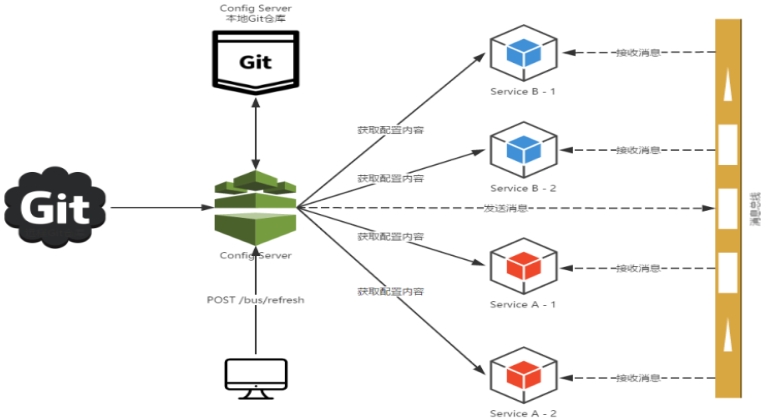 Config Server
本地Git仓库
Git
接收消息
Service B - 1
获取配置内容
接收消息
获取配置内容
Service B - 2
Git
发送消息
消息总线
获取配置内容
Config Server
接收消息
获取配置内容
POST /bus/refresh
Service A - 1
接收消息
Service A - 2